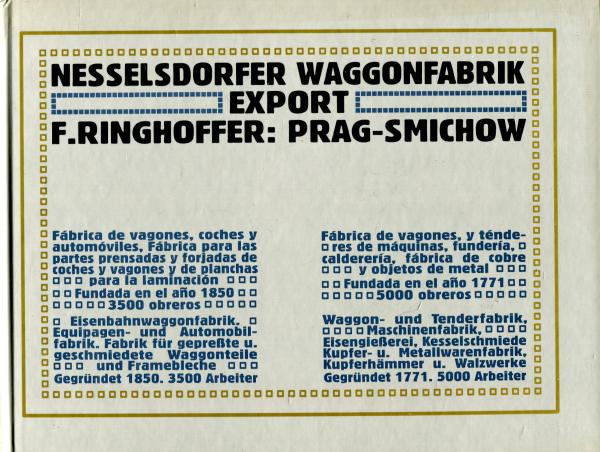 NESSELSDORFER WAGGONFABRIK
EXPORT
F.RINGHOFFER: PRAG-SMICHOW
Fábrica de vagones, coches y
automóviles, Fábrica para las
partes prensadas y forjadas de
coches y vagones y de planchas
para la laminación
Fundada en el año 1850
3500 obreros
Eisenbahnwaggonfabrik.
Equipagen- und Automobil-
fabrik. Fabrik für gepreßte u.
geschmiedete Waggonteile
und Framebleche
Gegründet 1850. 3500 Arbeiter
Fábrica de vagones, y ténde-
res de máquinas, fundería,
calderería, fábrica de cobre
y objetos de metal
Fundada en el año 1771
5000 obreros
Waggon- und Tenderfabrik,
Maschinenfabrik,
Eisengießerei, Kesselschmiede
Kupfer- u. Metallwarenfabrik,
Kupferhämmer u. Walzwerke
Gegründet 1771. 5000 Arbeiter